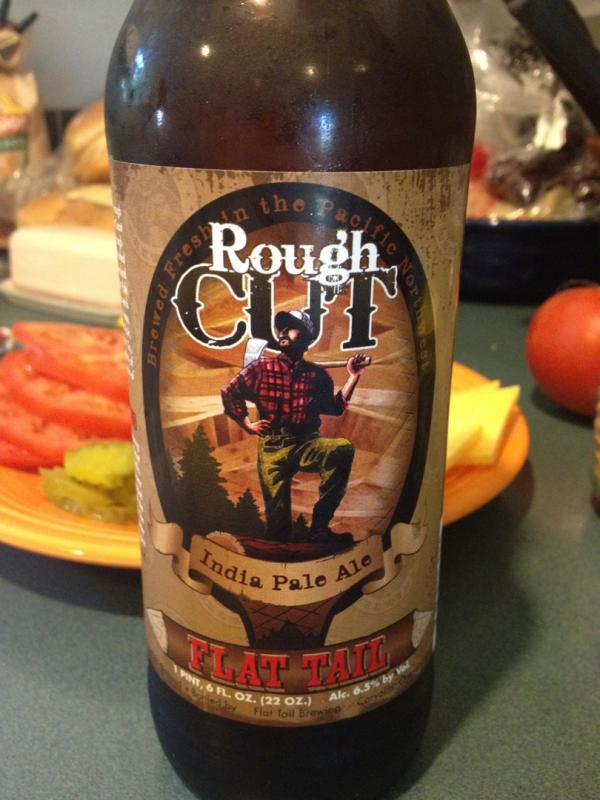 Brewed Fresh in the Pacific Northwest
Rough
CUT
India Pale Ale
FLAT TAIL
1 PINT, 6 FL. OZ. (22 OZ.) Alc. 6.5% by Vol.
Flat Tail Brewing